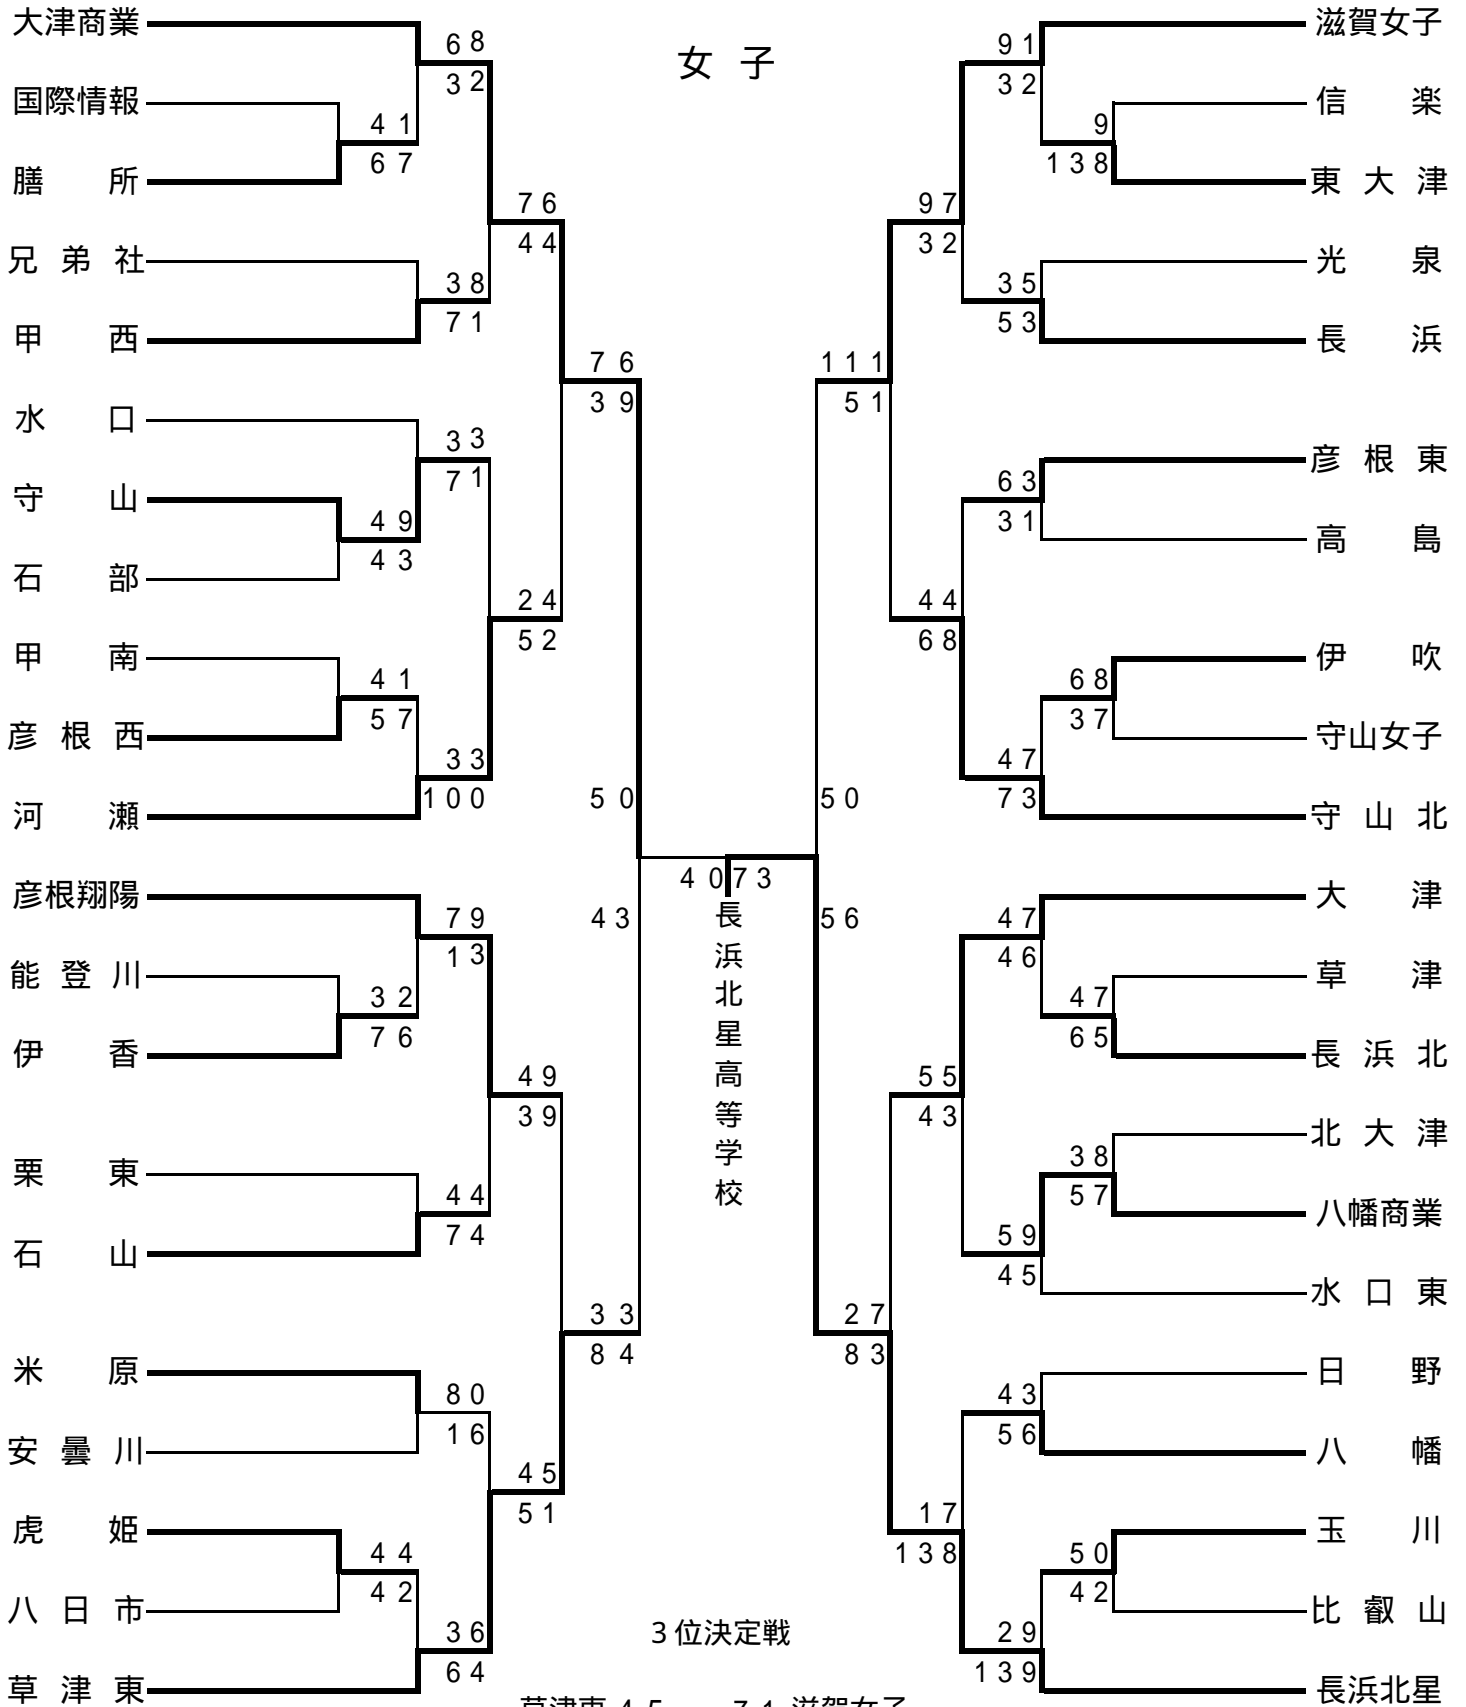 女子
大津商業
68
32
国際情報
41
67
膳所
76
44
兄弟社
38
71
甲西
76
39
水口
33
71
守山
49
43
石部
24
52
甲南
41
57
彦根西
33
100
河瀬
50
43
彦根翔陽
79
13
能登川
32
76
伊香
49
39
栗東
44
74
石山
33
84
米原
80
16
安曇川
45
51
虎姫
44
42
八日市
36
64
草津東
滋賀女子
91
32
信楽
9
138
東大津
97
32
光泉
35
53
長浜
111
51
彦根東
63
31
高島
44
68
伊吹
68
37
守山女子
47
73
守山北
50
56
大津
47
46
草津
47
65
長浜北
55
43
北大津
38
57
八幡商業
59
45
水口東
27
83
日野
43
56
八幡
17
138
玉川
50
42
比叡山
29
139
長浜北星
40 73
長浜北星高等学校
3位決定戦
草津東 45 71 滋賀女子